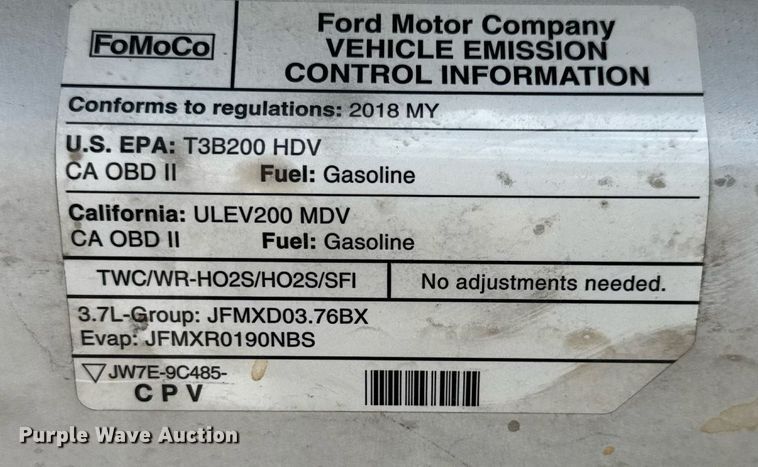 FoMoCo
Ford Motor Company
VEHICLE EMISSION
CONTROL INFORMATION
Conforms to regulations: 2018 MY
U.S. EPA: T3B200 HDV
CA OBD II Fuel: Gasoline
California: ULEV200 MDV
CA OBD II Fuel: Gasoline
TWC/WR-HO2S/HO2S/SFI No adjustments needed.
3.7L-Group: JFMXD03.76BX
Evap: JFMXR0190NBS
JW7E-9C485-
CPV
Purple Wave Auction